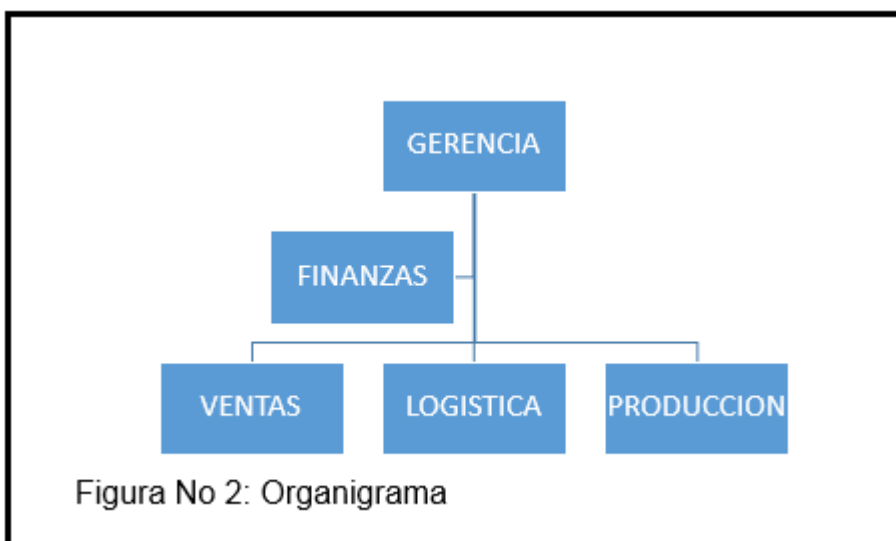 GERENCIA
FINANZAS
VENTAS
LOGISTICA
PRODUCCION
Figura No 2: Organigrama